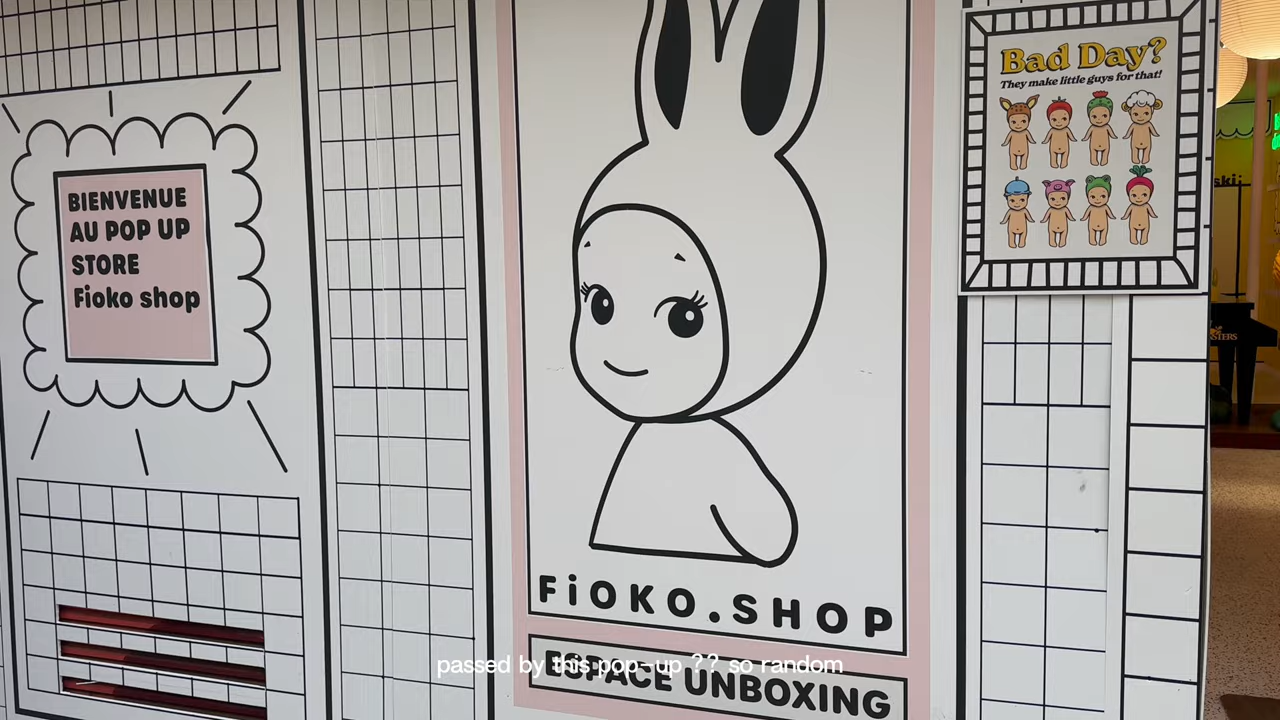 BIENVENUE
AU POP UP
STORE
Fioko shop
FiOKO.SHOP
ESPACE UNBOXING
passed by this pop-up ?? so random
Bad Day?
They make little guys for that!